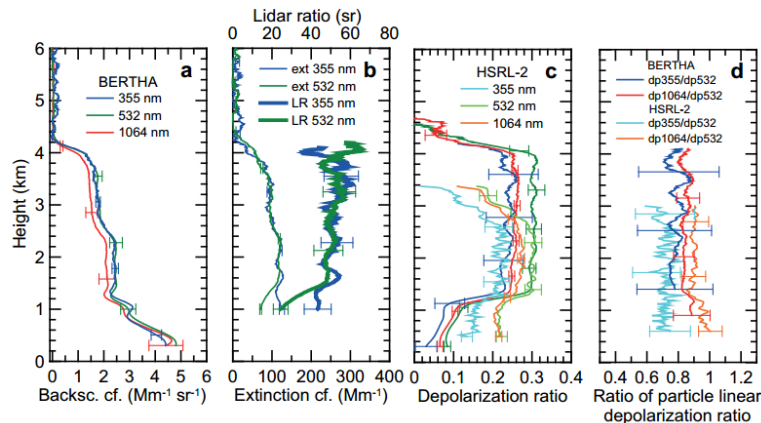 Lidar ratio (sr)
0 20 40 60 80
6
5
4
3
2
1
0
Height (km)
a
BERTHA
355 nm
532 nm
1064 nm
0 1 2 3 4 5 6
Backsc. cf. (Mm⁻¹ sr⁻¹)
b
ext 355 nm
ext 532 nm
LR 355 nm
LR 532 nm
0 100 200 300 400
Extinction cf. (Mm⁻¹)
c
HSRL-2
355 nm
532 nm
1064 nm
0 0.1 0.2 0.3 0.4
Depolarization ratio
d
BERTHA
dp355/dp532
dp1064/dp532
HSRL-2
dp355/dp532
dp1064/dp532
0.4 0.6 0.8 1 1.2
Ratio of particle linear
depolarization ratio